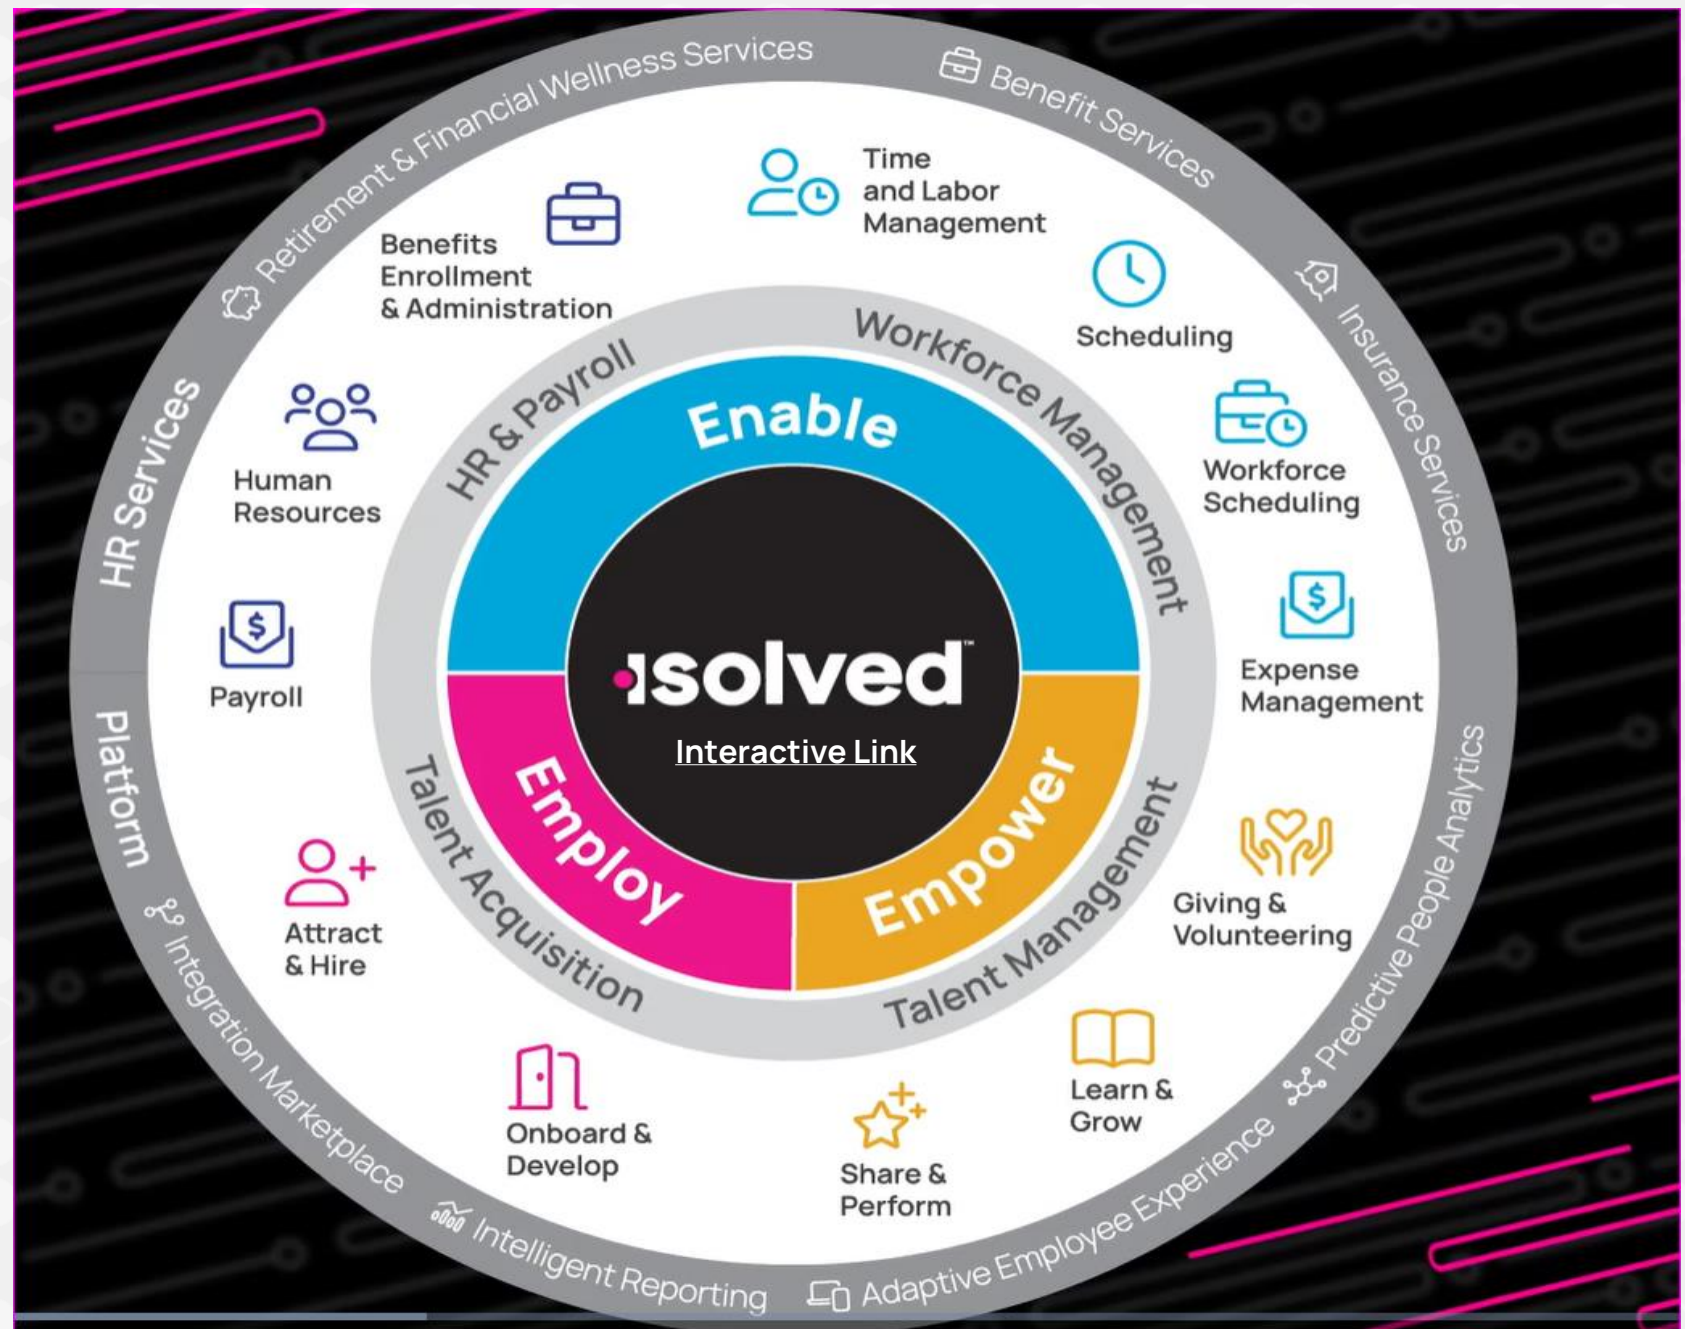 HR Services
Retirement & Financial Wellness Services
Benefit Services
Insurance Services
Platform
Integration Marketplace
Intelligent Reporting
Adaptive Employee Experience
Predictive People Analytics
Benefits
Enrollment
& Administration
Time
and Labor
Management
Scheduling
Human
Resources
Workforce
Scheduling
Payroll
Expense
Management
Attract
& Hire
Giving &
Volunteering
Onboard &
Develop
Share &
Perform
Learn &
Grow
HR & Payroll
Workforce Management
Talent Acquisition
Talent Management
Enable
Employ
Empower
isolved™
Interactive Link